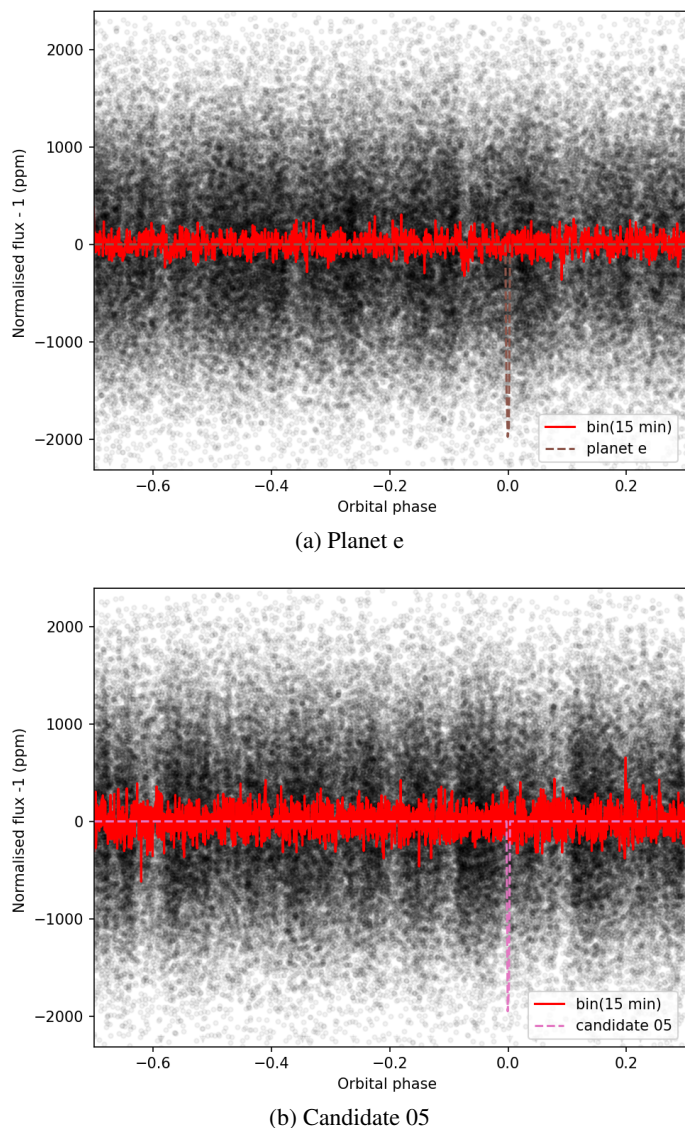 2000
1000
0
−1000
−2000
Normalised flux - 1 (ppm)
bin(15 min)
planet e
−0.6 −0.4 −0.2 0.0 0.2
Orbital phase
(a) Planet e
2000
1000
0
−1000
−2000
Normalised flux -1 (ppm)
bin(15 min)
candidate 05
−0.6 −0.4 −0.2 0.0 0.2
Orbital phase
(b) Candidate 05